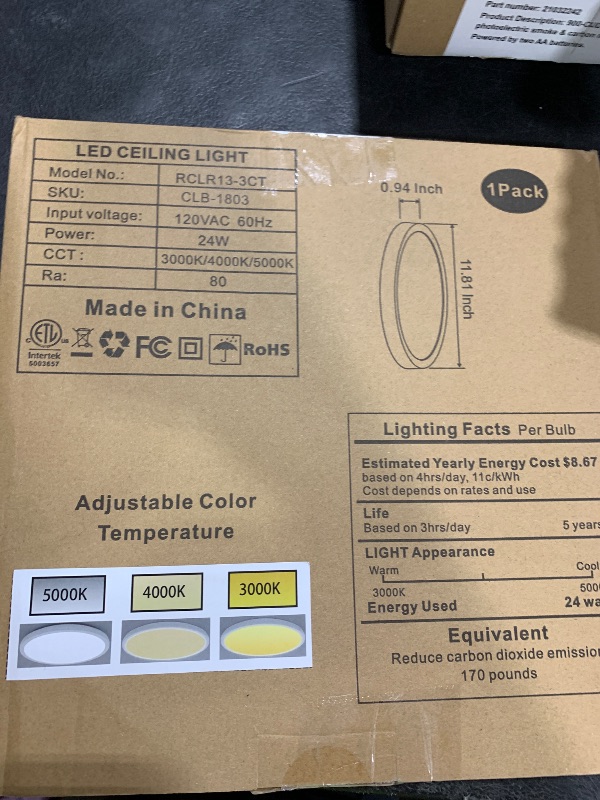 Part number: 21032242
Product Description: 900-CUC
photoelectric smoke & carbon
Powered by two AA batteries.
LED CEILING LIGHT
Model No.: RCLR13-3CT
SKU: CLB-1803
Input voltage: 120VAC 60Hz
Power: 24W
CCT : 3000K/4000K/5000K
Ra: 80
Made in China
ETL
Intertek
5003657
FC
RoHS
0.94 Inch
1Pack
11.81 Inch
Lighting Facts Per Bulb
Estimated Yearly Energy Cost $8.67
based on 4hrs/day, 11c/kWh
Cost depends on rates and use
Life
Based on 3hrs/day 5 years
LIGHT Appearance
Warm Cool
3000K 500
Energy Used 24 wa
Equivalent
Reduce carbon dioxide emission
170 pounds
Adjustable Color
Temperature
5000K 4000K 3000K